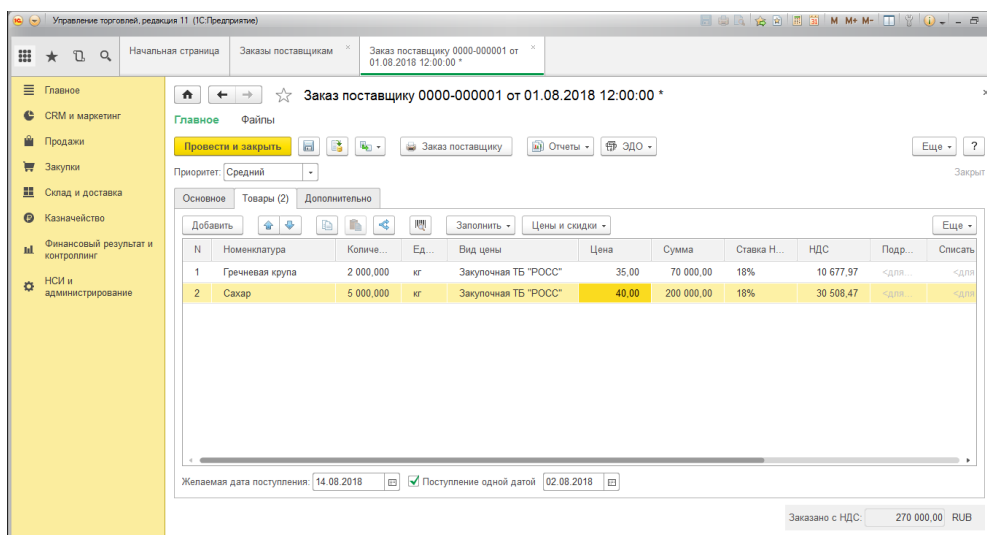 Управление торговлей, редакция 11 (1С:Предприятие)
M M+ M-
Начальная страница
Заказы поставщикам
Заказ поставщику 0000-000001 от
01.08.2018 12:00:00 *
Главное
CRM и маркетинг
Продажи
Закупки
Склад и доставка
Казначейство
Финансовый результат и
контроллинг
НСИ и
администрирование
Заказ поставщику 0000-000001 от 01.08.2018 12:00:00 *
Главное Файлы
Провести и закрыть Заказ поставщику Отчеты ЭДО Еще ?
Приоритет: Средний Закрыт
Основное Товары (2) Дополнительно
Добавить Заполнить Цены и скидки Еще
N Номенклатура Количе... Ед... Вид цены Цена Сумма Ставка Н... НДС Подр... Списать
1 Гречневая крупа 2 000,000 кг Закупочная ТБ "РОСС" 35,00 70 000,00 18% 10 677,97 <для... <для
2 Сахар 5 000,000 кг Закупочная ТБ "РОСС" 40,00 200 000,00 18% 30 508,47 <для... <для
Желаемая дата поступления: 14.08.2018 Поступление одной датой 02.08.2018
Заказано с НДС: 270 000,00 RUB